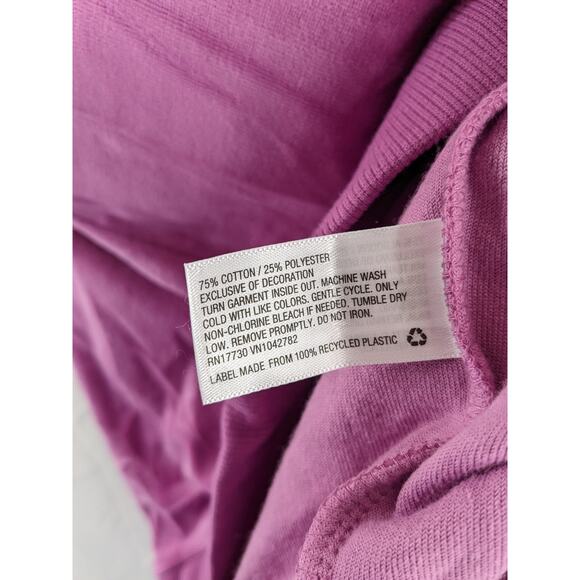 75% COTTON / 25% POLYESTER
EXCLUSIVE OF DECORATION
TURN GARMENT INSIDE OUT. MACHINE WASH
COLD WITH LIKE COLORS. GENTLE CYCLE. ONLY
NON-CHLORINE BLEACH IF NEEDED. TUMBLE DRY
LOW. REMOVE PROMPTLY. DO NOT IRON.
RN17730 VN1042782
LABEL MADE FROM 100% RECYCLED PLASTIC